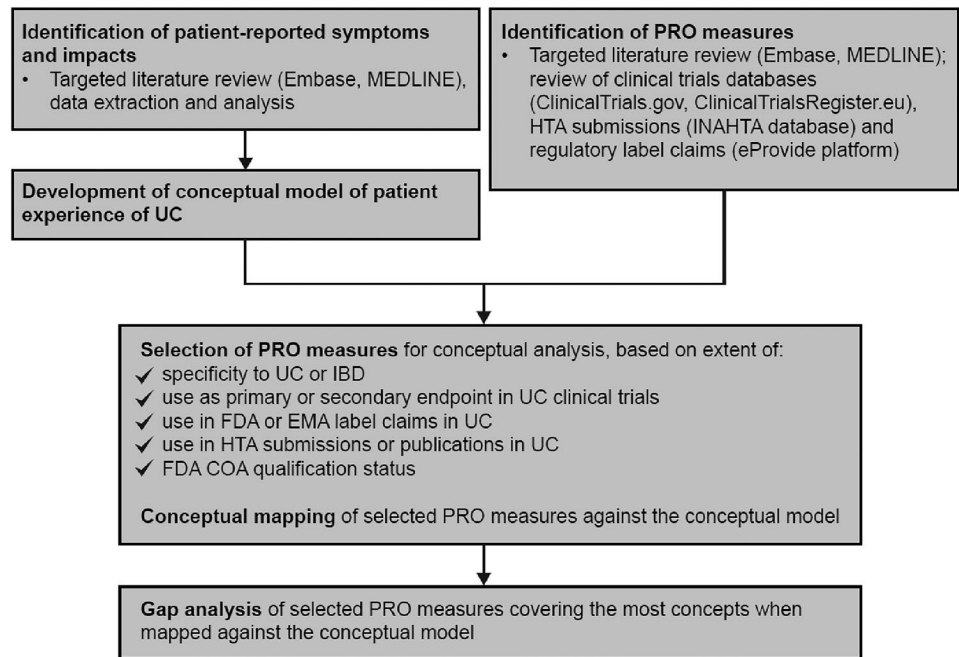 Identification of patient-reported symptoms
and impacts
• Targeted literature review (Embase, MEDLINE),
data extraction and analysis
Development of conceptual model of patient
experience of UC
Identification of PRO measures
• Targeted literature review (Embase, MEDLINE);
review of clinical trials databases
(ClinicalTrials.gov, ClinicalTrialsRegister.eu),
HTA submissions (INAHTA database) and
regulatory label claims (eProvide platform)
Selection of PRO measures for conceptual analysis, based on extent of:
✓ specificity to UC or IBD
✓ use as primary or secondary endpoint in UC clinical trials
✓ use in FDA or EMA label claims in UC
✓ use in HTA submissions or publications in UC
✓ FDA COA qualification status
Conceptual mapping of selected PRO measures against the conceptual model
Gap analysis of selected PRO measures covering the most concepts when
mapped against the conceptual model